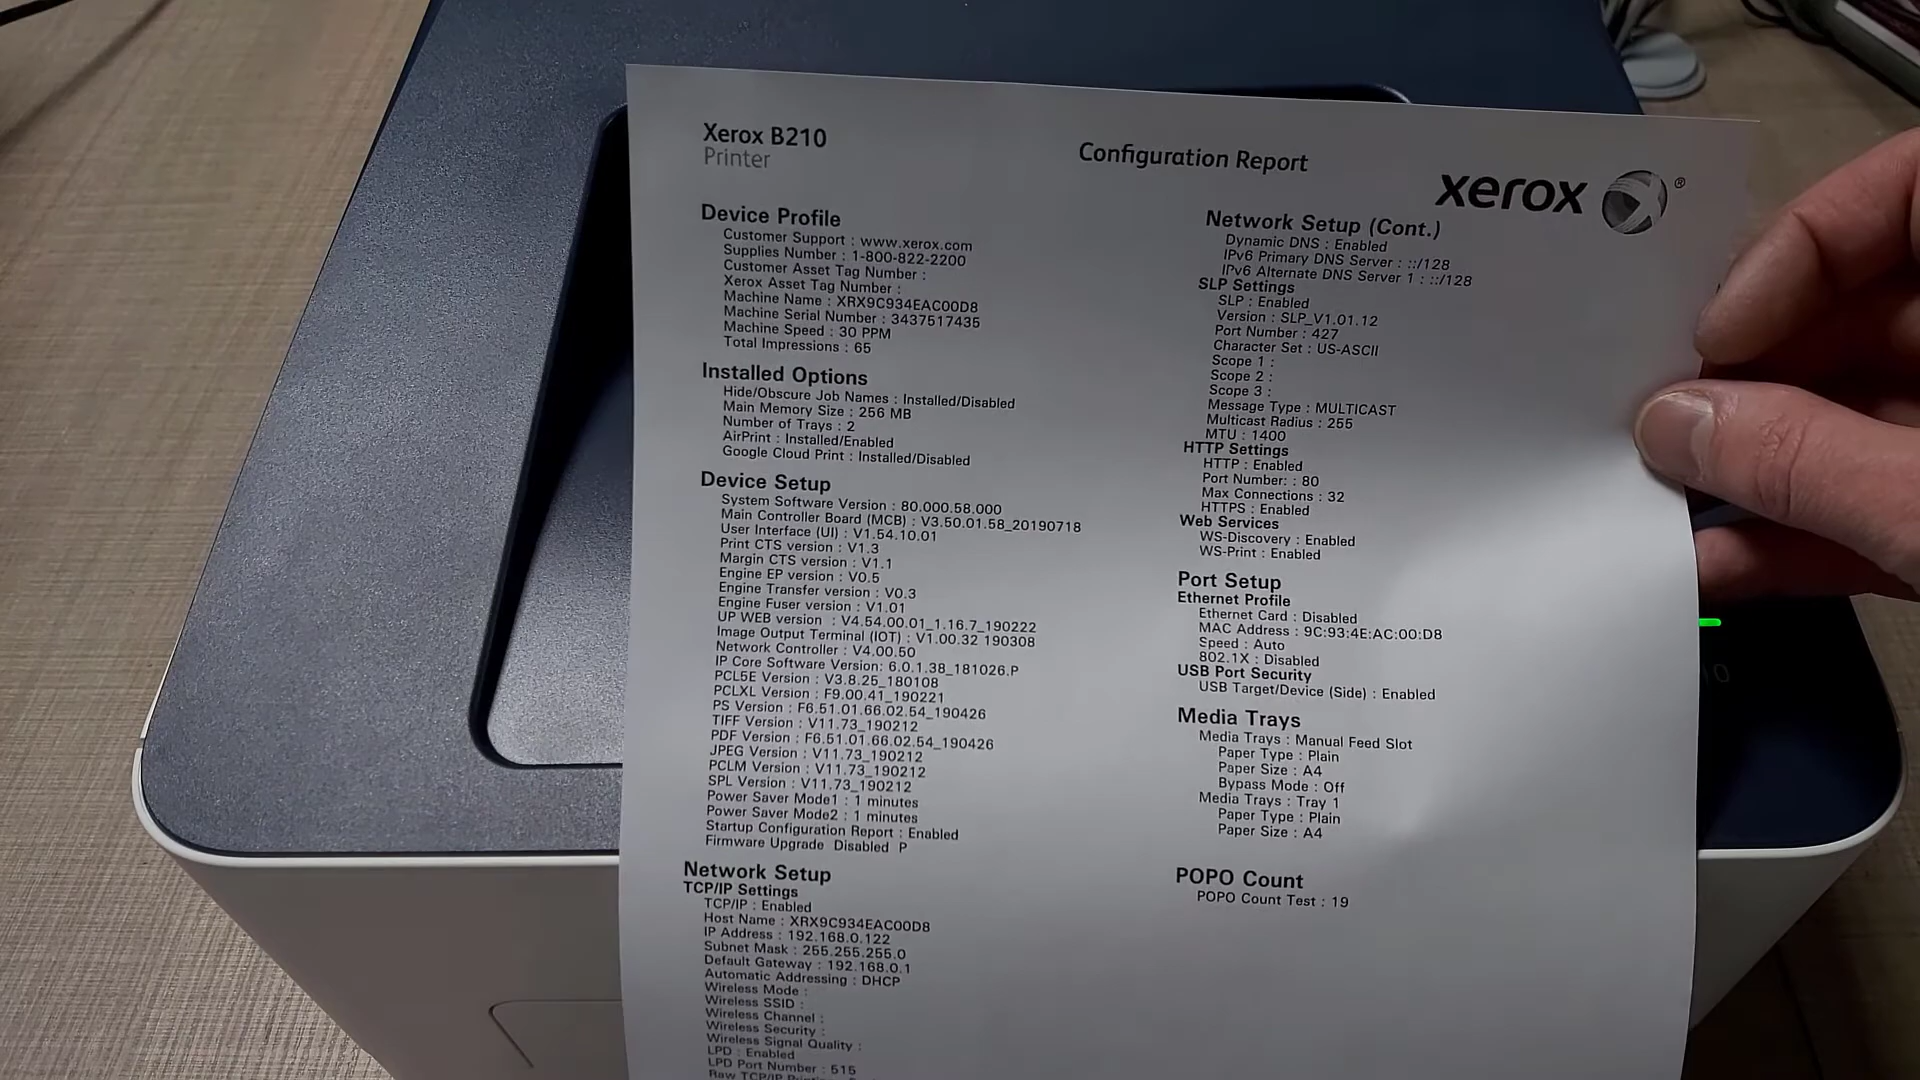 Xerox B210
Printer
Configuration Report
xerox ®
Device Profile
Customer Support : www.xerox.com
Supplies Number : 1-800-822-2200
Customer Asset Tag Number :
Xerox Asset Tag Number :
Machine Name : XRX9C934EAC00D8
Machine Serial Number : 3437517435
Machine Speed : 30 PPM
Total Impressions : 65
Installed Options
Hide/Obscure Job Names : Installed/Disabled
Main Memory Size : 256 MB
Number of Trays : 2
AirPrint : Installed/Enabled
Google Cloud Print : Installed/Disabled
Device Setup
System Software Version : 80.000.58.000
Main Controller Board (MCB) : V3.50.01.58_20190718
User Interface (UI) : V1.54.10.01
Print CTS version : V1.3
Margin CTS version : V1.1
Engine EP version : V0.5
Engine Transfer version : V0.3
Engine Fuser version : V1.01
UP WEB version : V4.54.00.01_1.16.7_190222
Image Output Terminal (IOT) : V1.00.32 190308
Network Controller : V4.00.50
IP Core Software Version: 6.0.1.38_181026.P
PCL5E Version : V3.8.25_180108
PCLXL Version : F9.00.41_190221
PS Version : F6.51.01.66.02.54_190426
TIFF Version : V11.73_190212
PDF Version : F6.51.01.66.02.54_190426
JPEG Version : V11.73_190212
PCLM Version : V11.73_190212
SPL Version : V11.73_190212
Power Saver Mode1 : 1 minutes
Power Saver Mode2 : 1 minutes
Startup Configuration Report : Enabled
Firmware Upgrade Disabled P
Network Setup
TCP/IP Settings
TCP/IP : Enabled
Host Name : XRX9C934EAC00D8
IP Address : 192.168.0.122
Subnet Mask : 255.255.255.0
Default Gateway : 192.168.0.1
Automatic Addressing : DHCP
Wireless Mode :
Wireless SSID :
Wireless Channel :
Wireless Security :
Wireless Signal Quality :
LPD : Enabled
LPD Port Number : 515
Raw TCP/IP
Network Setup (Cont.)
Dynamic DNS : Enabled
IPv6 Primary DNS Server : ::/128
IPv6 Alternate DNS Server 1 : ::/128
SLP Settings
SLP : Enabled
Version : SLP_V1.01.12
Port Number : 427
Character Set : US-ASCII
Scope 1 :
Scope 2 :
Scope 3 :
Message Type : MULTICAST
Multicast Radius : 255
MTU : 1400
HTTP Settings
HTTP : Enabled
Port Number: : 80
Max Connections : 32
HTTPS : Enabled
Web Services
WS-Discovery : Enabled
WS-Print : Enabled
Port Setup
Ethernet Profile
Ethernet Card : Disabled
MAC Address : 9C:93:4E:AC:00:D8
Speed : Auto
802.1X : Disabled
USB Port Security
USB Target/Device (Side) : Enabled
Media Trays
Media Trays : Manual Feed Slot
Paper Type : Plain
Paper Size : A4
Bypass Mode : Off
Media Trays : Tray 1
Paper Type : Plain
Paper Size : A4
POPO Count
POPO Count Test : 19